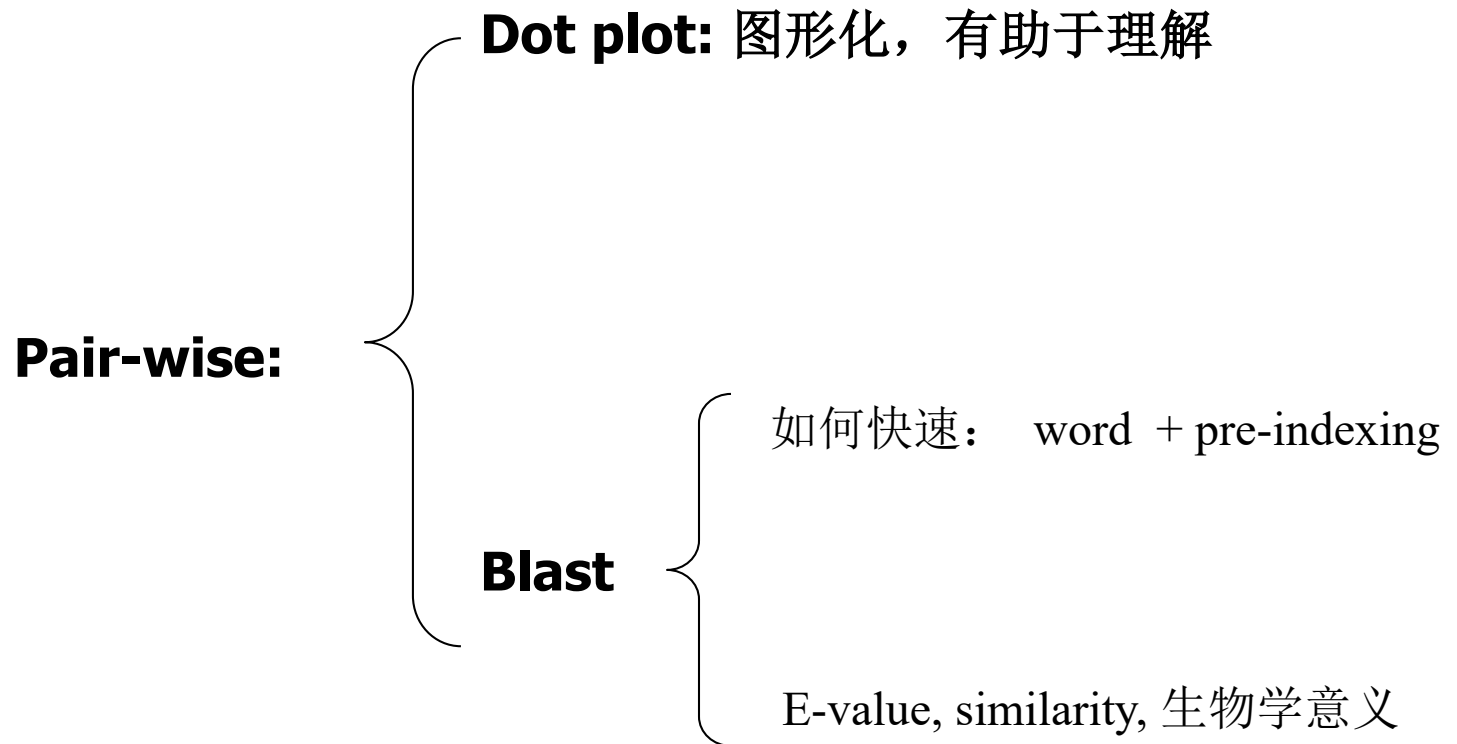 Dot plot: 图形化，有助于理解
Pair-wise:
如何快速： word + pre-indexing
Blast
E-value, similarity, 生物学意义